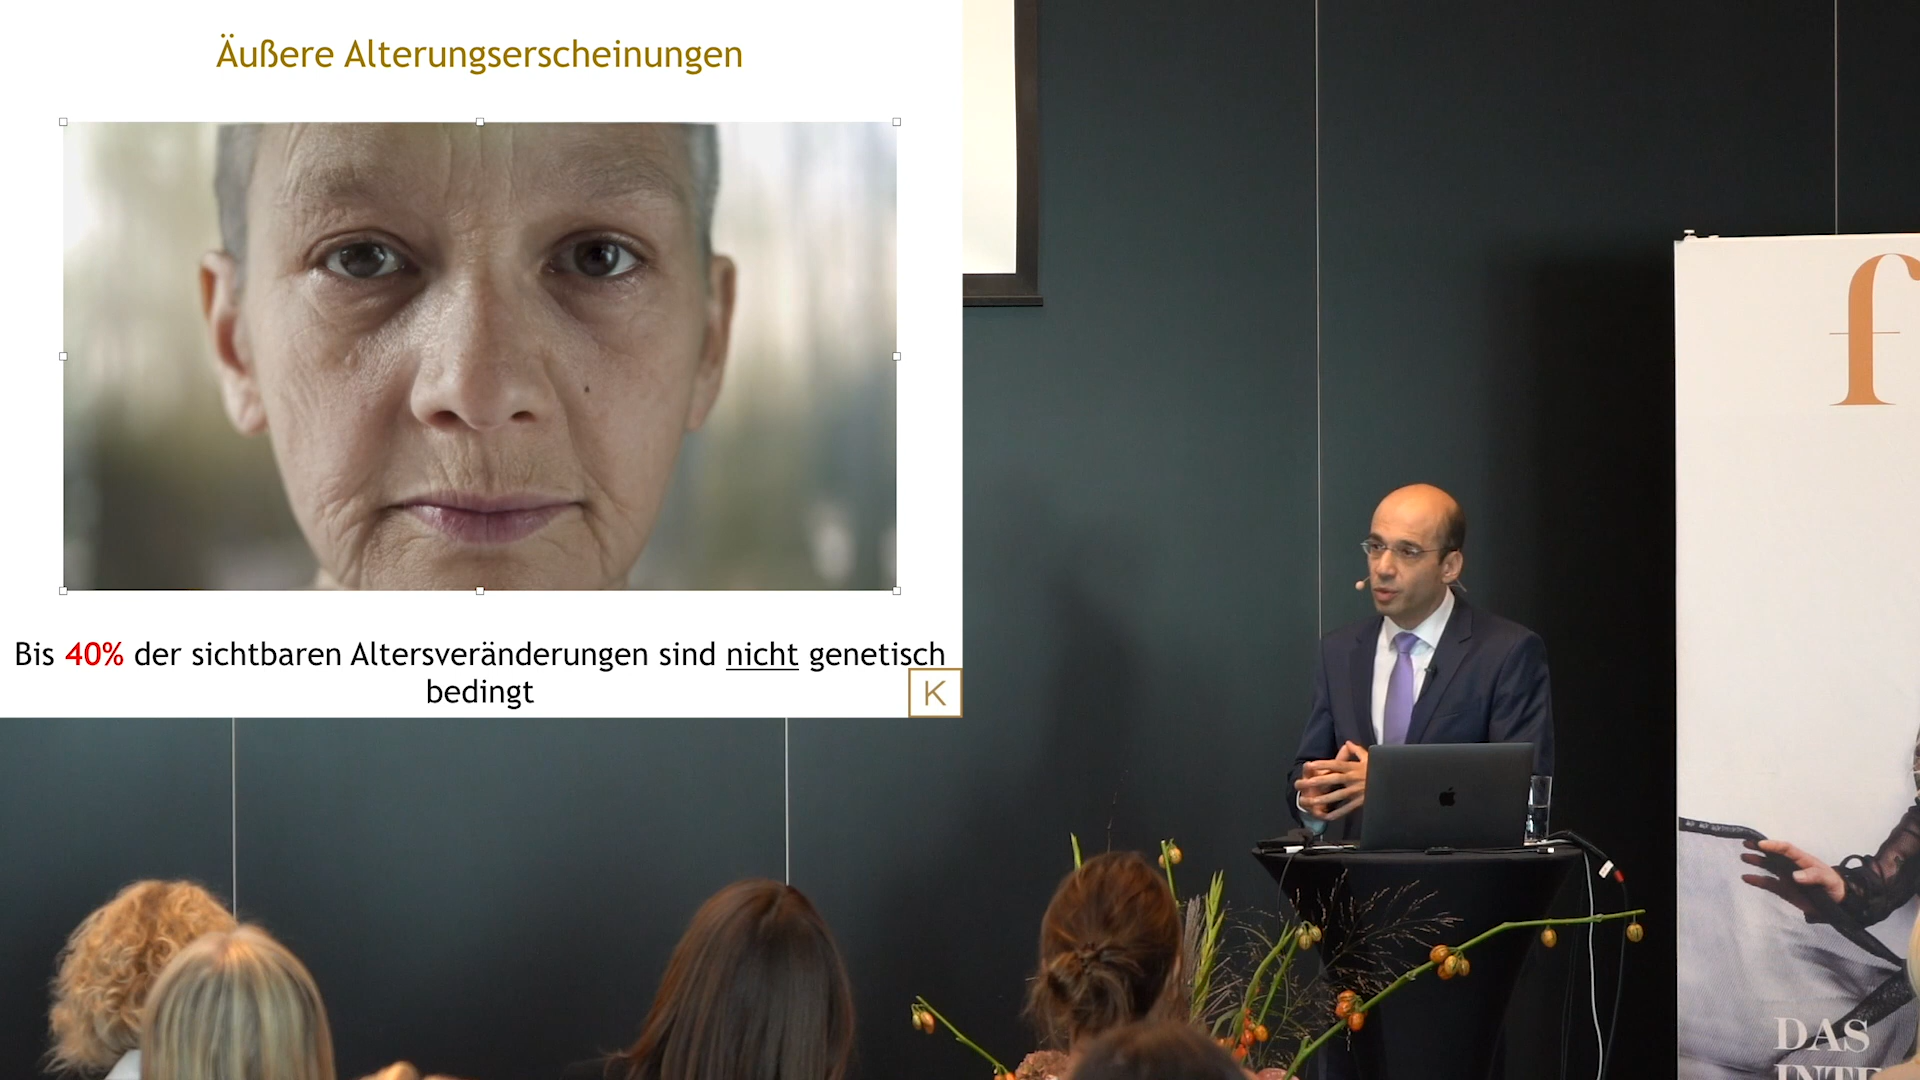 Äußere Alterungserscheinungen
Bis 40% der sichtbaren Altersveränderungen sind nicht genetisch
bedingt
K
f
DAS